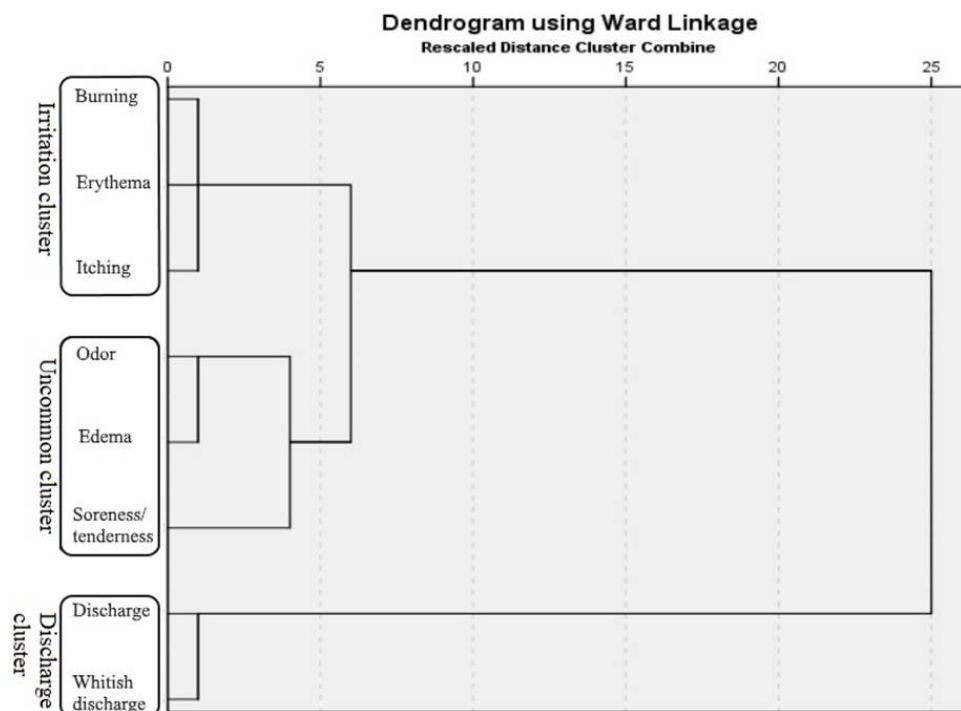 Dendrogram using Ward Linkage
Rescaled Distance Cluster Combine
0 5 10 15 20 25
Irritation cluster
Burning
Erythema
Itching
Uncommon cluster
Odor
Edema
Soreness/
tenderness
Discharge
cluster
Discharge
Whitish
discharge